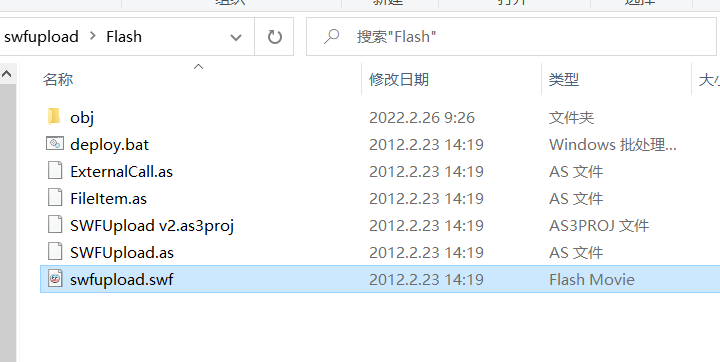 组织 新建 打开 选择
swfupload > Flash 搜索"Flash"
名称 修改日期 类型 大小
obj 2022.2.26 9:26 文件夹
deploy.bat 2012.2.23 14:19 Windows 批处理...
ExternalCall.as 2012.2.23 14:19 AS 文件
FileItem.as 2012.2.23 14:19 AS 文件
SWFUpload v2.as3proj 2012.2.23 14:19 AS3PROJ 文件
SWFUpload.as 2012.2.23 14:19 AS 文件
swfupload.swf 2012.2.23 14:19 Flash Movie